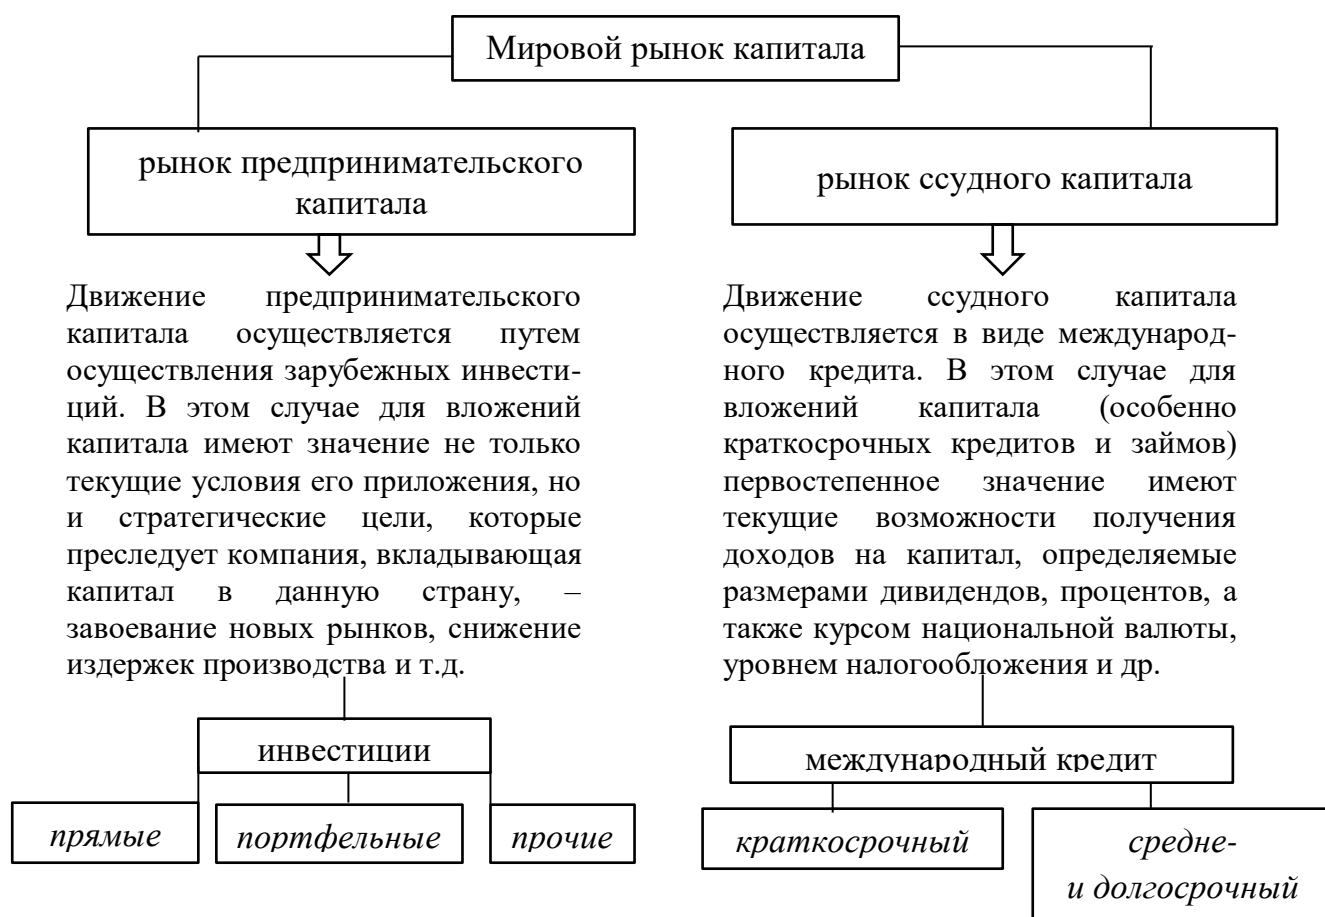 Мировой рынок капитала
рынок предпринимательского
капитала
рынок ссудного капитала
Движение предпринимательского
капитала осуществляется путем
осуществления зарубежных инвести-
ций. В этом случае для вложений
капитала имеют значение не только
текущие условия его приложения, но
и стратегические цели, которые
преследует компания, вкладывающая
капитал в данную страну, –
завоевание новых рынков, снижение
издержек производства и т.д.
Движение ссудного капитала
осуществляется в виде международ-
ного кредита. В этом случае для
вложений капитала (особенно
краткосрочных кредитов и займов)
первостепенное значение имеют
текущие возможности получения
доходов на капитал, определяемые
размерами дивидендов, процентов, а
также курсом национальной валюты,
уровнем налогообложения и др.
инвестиции
прямые
портфельные
прочие
международный кредит
краткосрочный
средне-
и долгосрочный